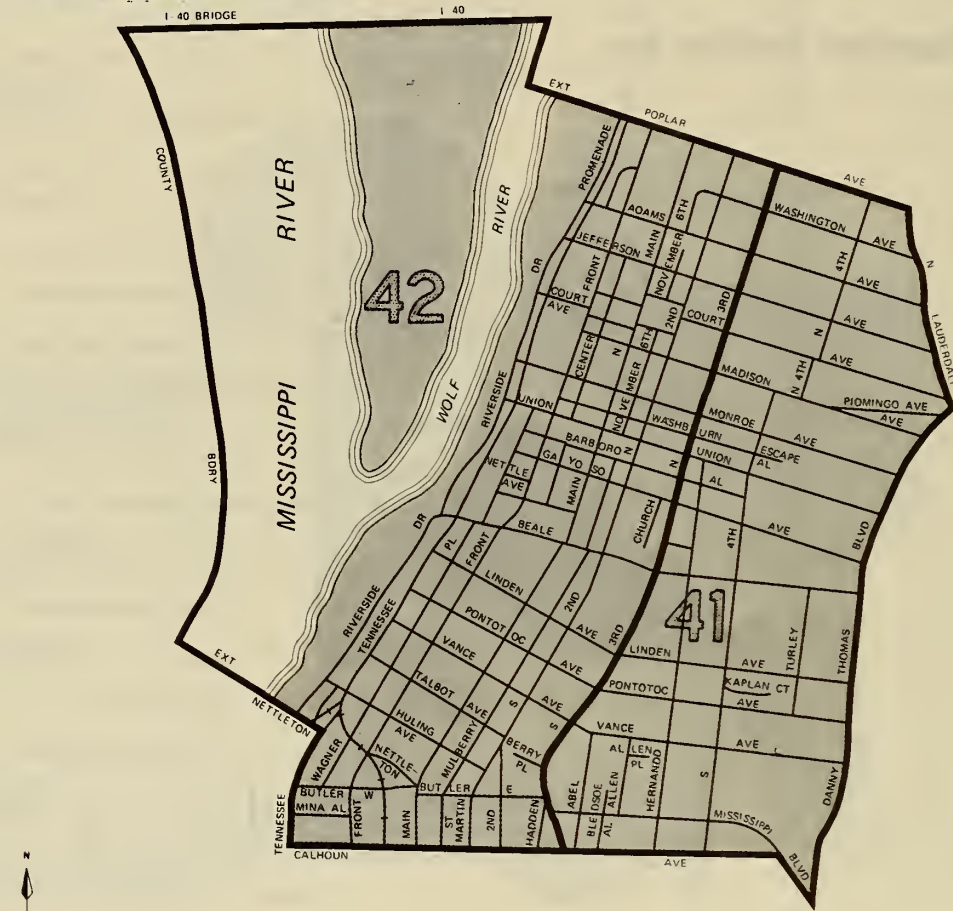 I 40 BRIDGE
I 40
EXT
POPLAR
AVE
COUNTY
BDRY
MISSISSIPPI RIVER
42
WOLF RIVER
PROMENADE
ADAMS
MAIN
6TH
WASHINGTON AVE
4TH
N
LAUDERDALE
JEFFERSON
FRONT
NOVEMBER
DR
COURT AVE
2ND
COURT
3RD
AVE
N
CENTER
N
NOVEMBER 6TH
MADISON AVE
N 4TH
PIOMINGO AVE
RIVERSIDE
UNION
WASHBURN
MONROE AVE
ESCAPE AL
BARBORO
N
N
UNION
AL
NETTLE AVE
GAYOSO
MAIN
CHURCH
AVE
4TH
BLVD
DR
PL
FRONT
BEALE
LINDEN AVE
2ND
3RD
41
RIVERSIDE
TENNESSEE
PONTOTOC AVE
LINDEN AVE
TURLEY
THOMAS
VANCE AVE
KAPLAN CT
PONTOTOC AVE
EXT
NETTLETON
TALBOT AVE
S
S
HULING AVE
MULBERRY
BERRY PL
VANCE AVE
WAGNER
NETTLE-
TON
AL
LEN PL
HERNANDO
S
DANNY
BUTLER
W
BUTLER
E
ABEL
BLEDSOE AL
ALLEN
MISSISSIPPI
BLVD
MINA AL
TENNESSEE
FRONT
MAIN
ST MARTIN
2ND
HADDEN
CALHOUN
AVE
N